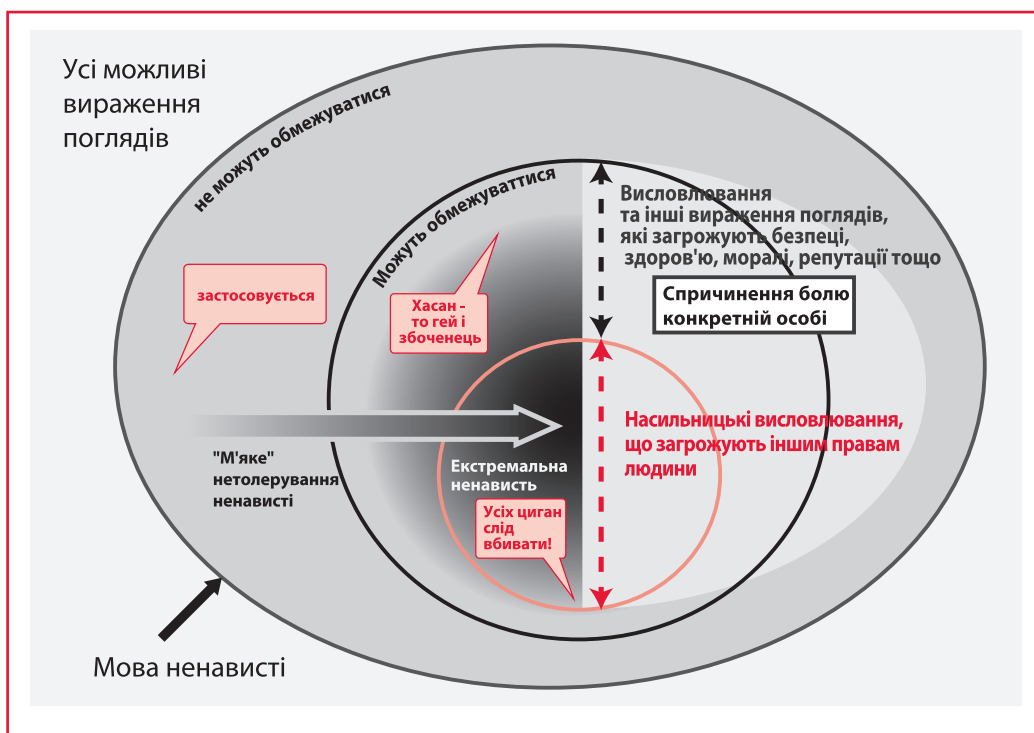 Усі можливі
вираження
поглядів
не можуть обмежуватися
Можуть обмежуваттися
Висловлювання
та інші вираження поглядів,
які загрожують безпеці,
здоров'ю, моралі, репутації тощо
застосовується
Хасан -
то гей і
збоченець
Спричинення болю
конкретній особі
Насильницькі висловлювання,
що загрожують іншим правам
людини
"М'яке"
нетолерування
ненависті
Екстремальна
ненависть
Усіх циган
слід
вбивати!
Мова ненависті